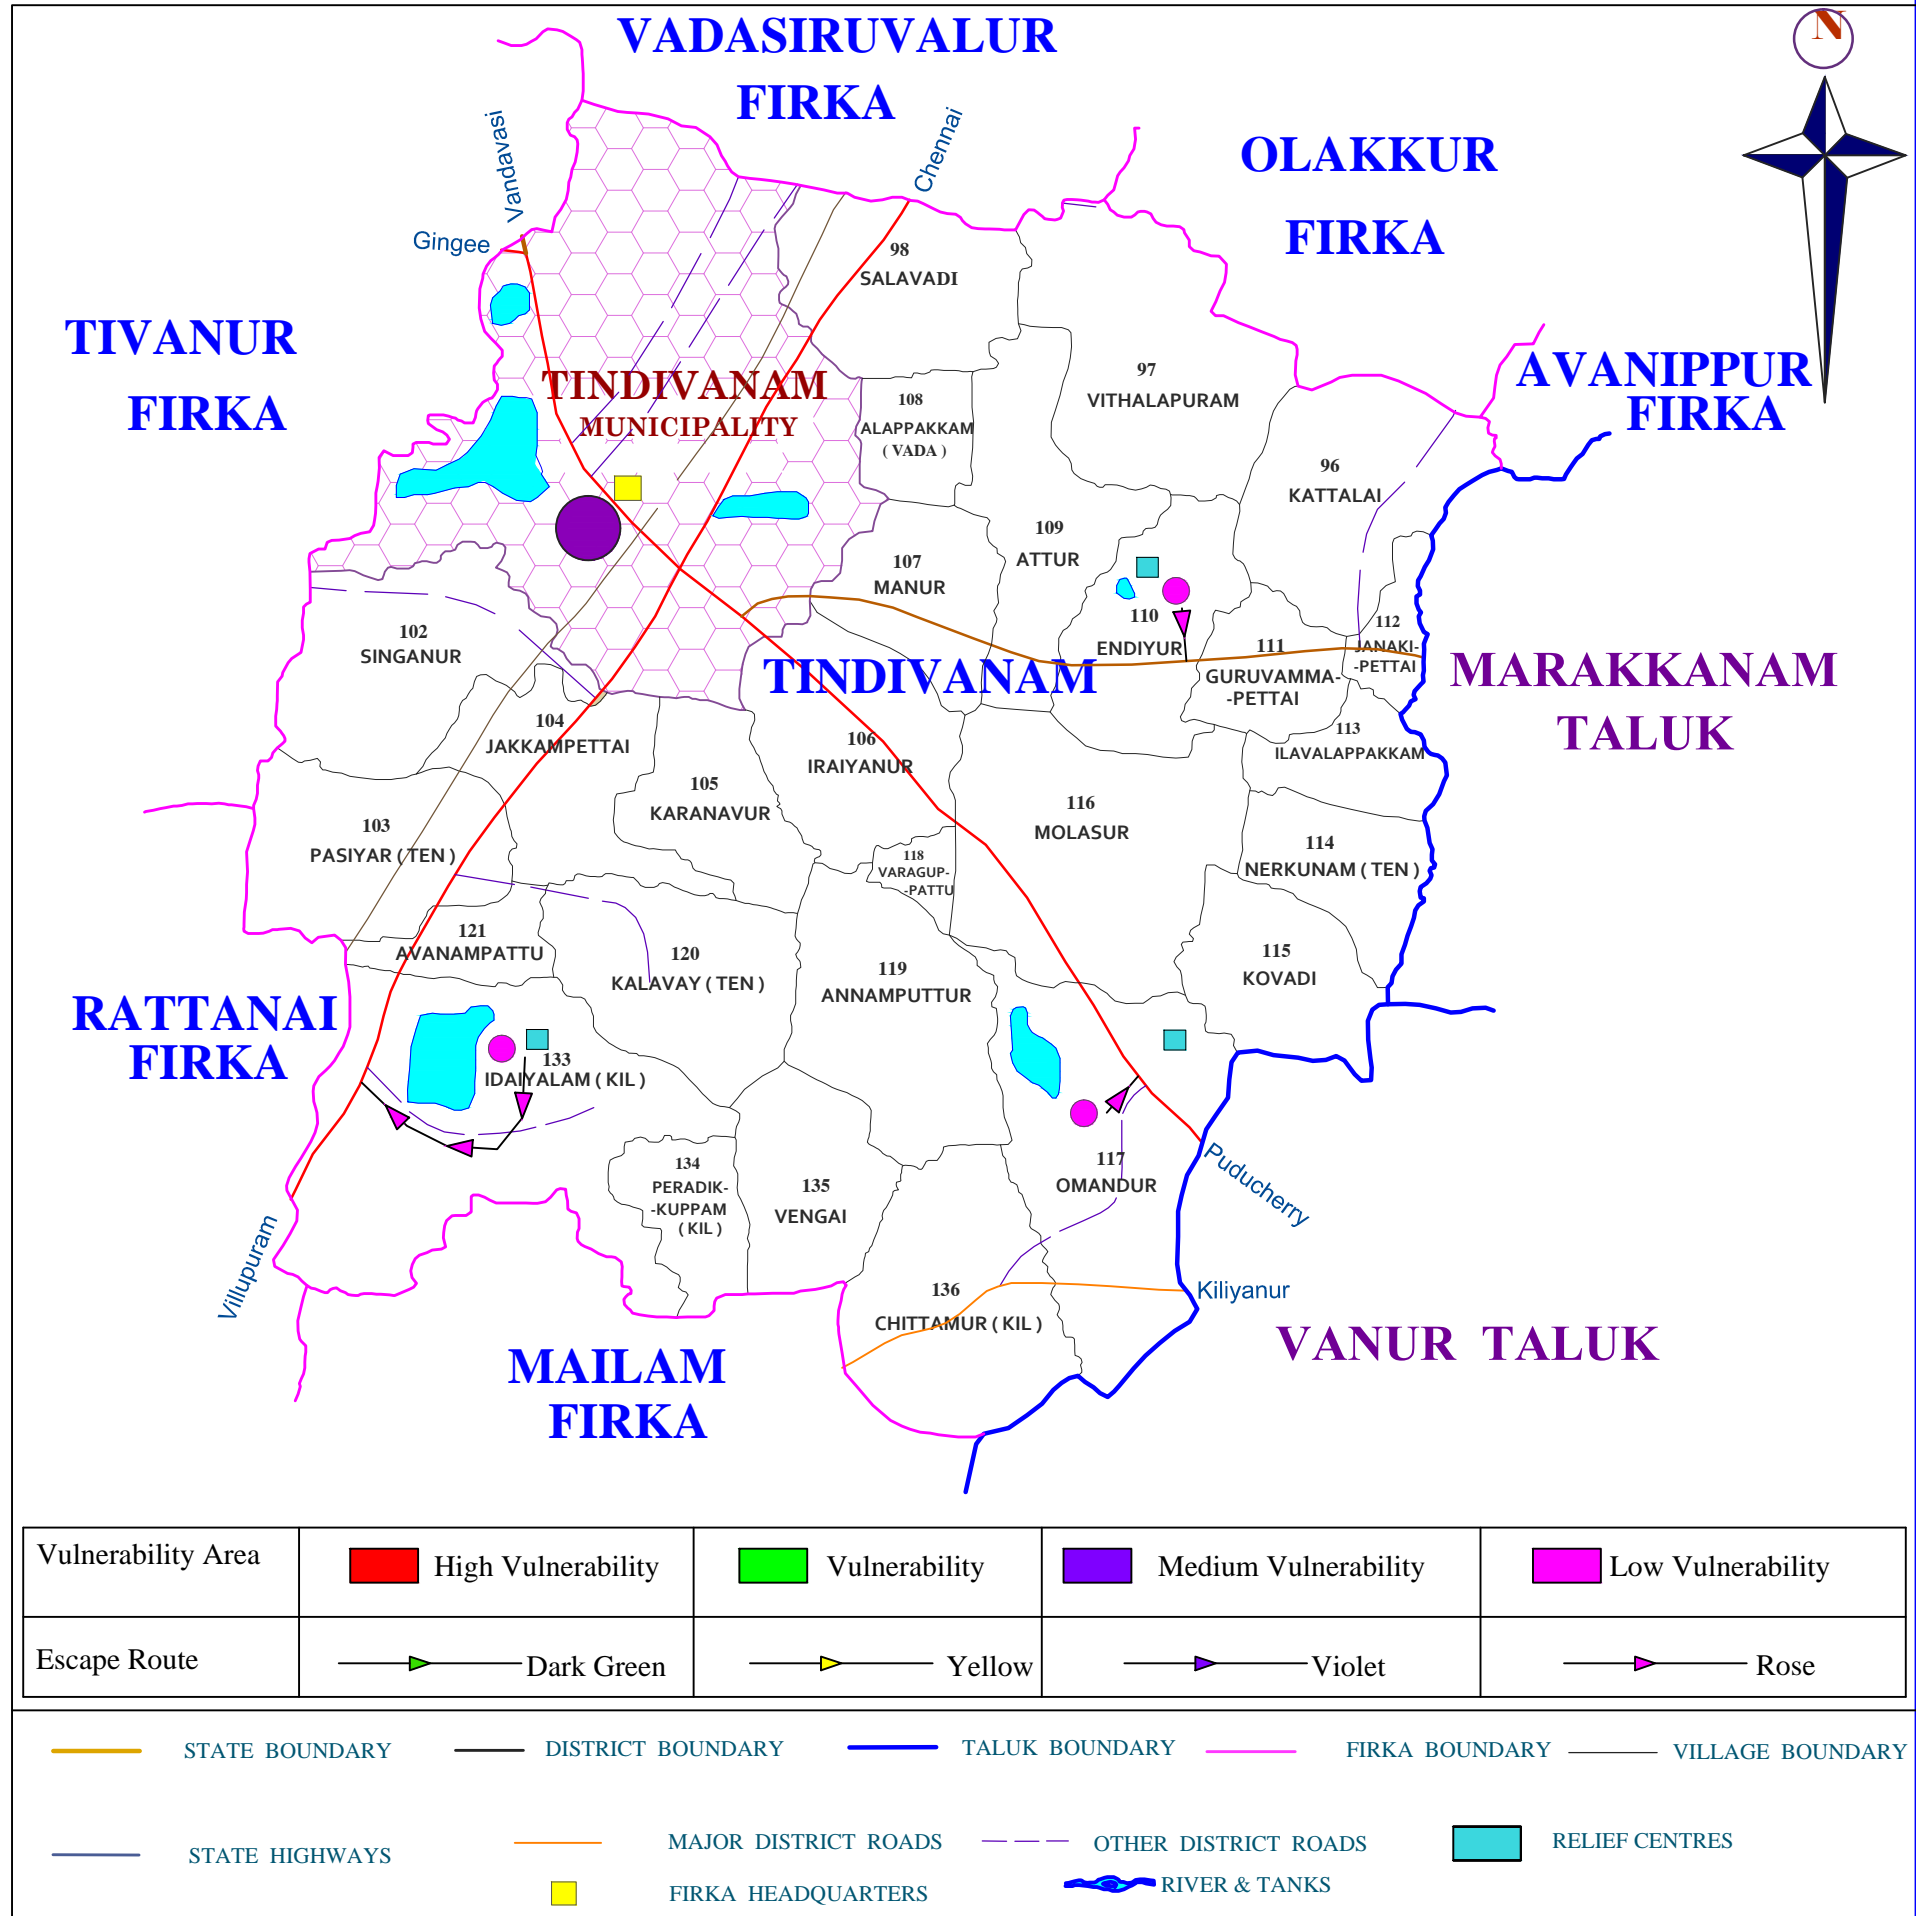 N
VADASIRUVALUR
FIRKA
Vandavasi
Chennai
OLAKKUR
FIRKA
Gingee
98
SALAVADI
TIVANUR
FIRKA
TINDIVANAM
MUNICIPALITY
108
ALAPPAKKAM
( VADA )
97
VITHALAPURAM
AVANIPPUR
FIRKA
96
KATTALAI
109
ATTUR
107
MANUR
102
SINGANUR
110
ENDIYUR
111
GURUVAMMA-
-PETTAI
112
JANAKI-
-PETTAI
TINDIVANAM
MARAKKANAM
TALUK
104
JAKKAMPETTAI
106
IRAIYANUR
113
ILAVALAPPAKKAM
105
KARANAVUR
116
MOLASUR
103
PASIYAR ( TEN )
118
VARAGUP-
-PATTU
114
NERKUNAM ( TEN )
121
AVANAMPATTU
120
KALAVAY ( TEN )
119
ANNAMPUTTUR
115
KOVADI
RATTANAI
FIRKA
133
IDAIYALAM ( KIL )
134
PERADIK-
-KUPPAM
( KIL )
135
VENGAI
117
OMANDUR
Puducherry
Villupuram
136
CHITTAMUR ( KIL )
Kiliyanur
MAILAM
FIRKA
VANUR TALUK
Vulnerability Area
High Vulnerability
Vulnerability
Medium Vulnerability
Low Vulnerability
Escape Route
Dark Green
Yellow
Violet
Rose
STATE BOUNDARY
DISTRICT BOUNDARY
TALUK BOUNDARY
FIRKA BOUNDARY
VILLAGE BOUNDARY
STATE HIGHWAYS
MAJOR DISTRICT ROADS
OTHER DISTRICT ROADS
RELIEF CENTRES
FIRKA HEADQUARTERS
RIVER & TANKS